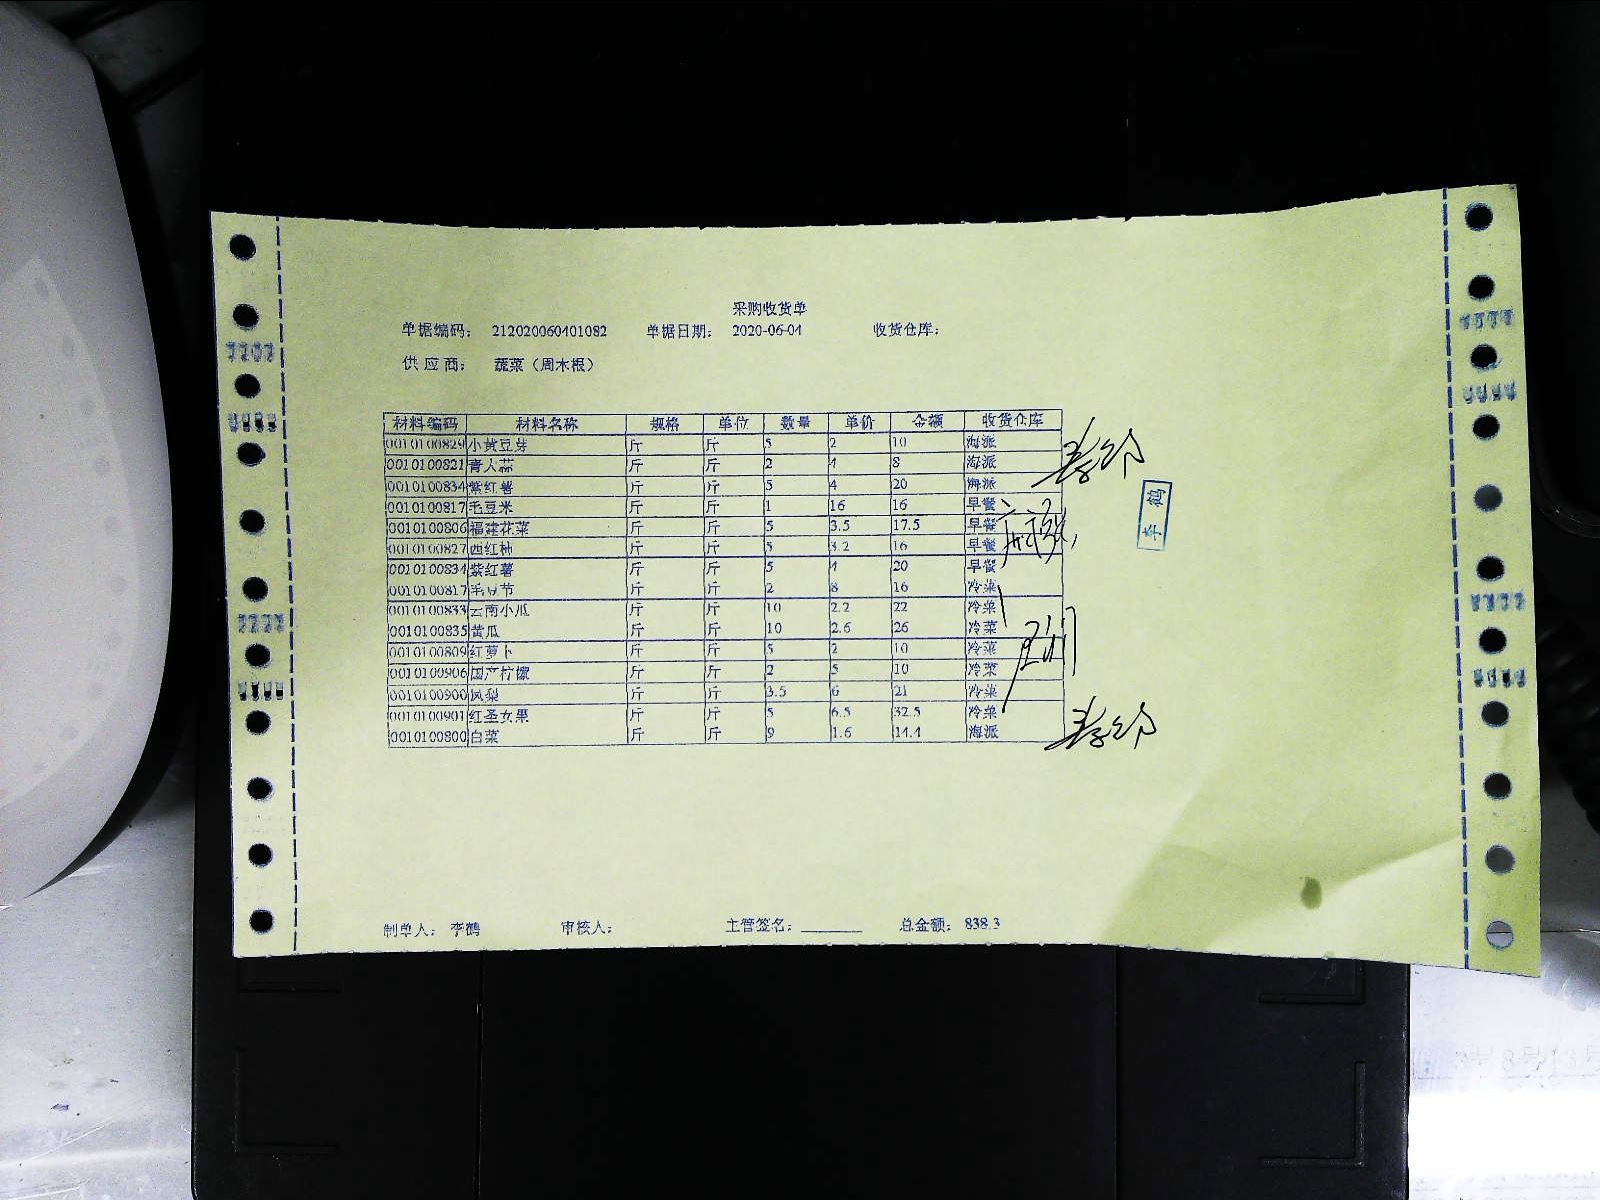 采购收货单
单据编码： 212020060401082 单据日期： 2020-06-04 收货仓库：
供 应 商： 蔬菜（周木根）
材料编码 材料名称 规格 单位 数量 单价 金额 收货仓库
0010100829 小黄豆芽 斤 斤 5 2 10 海派
0010100821 青大蒜 斤 斤 2 4 8 海派
0010100834 紫红薯 斤 斤 5 4 20 海派
0010100817 毛豆米 斤 斤 1 16 16 早餐
0010100806 福建花菜 斤 斤 5 3.5 17.5 早餐
0010100827 西红柿 斤 斤 5 3.2 16 早餐
0010100834 紫红薯 斤 斤 5 4 20 早餐
0010100817 毛豆节 斤 斤 2 8 16 冷菜
0010100833 云南小瓜 斤 斤 10 2.2 22 冷菜
0010100835 黄瓜 斤 斤 10 2.6 26 冷菜
0010100809 红萝卜 斤 斤 5 2 10 冷菜
0010100906 国产柠檬 斤 斤 2 5 10 冷菜
0010100900 凤梨 斤 斤 3.5 6 21 冷菜
0010100901 红圣女果 斤 斤 5 6.5 32.5 冷菜
0010100800 白菜 斤 斤 9 1.6 14.4 海派
李鹤
制单人： 李鹤 审核人： 主管签名： 总金额： 838.3